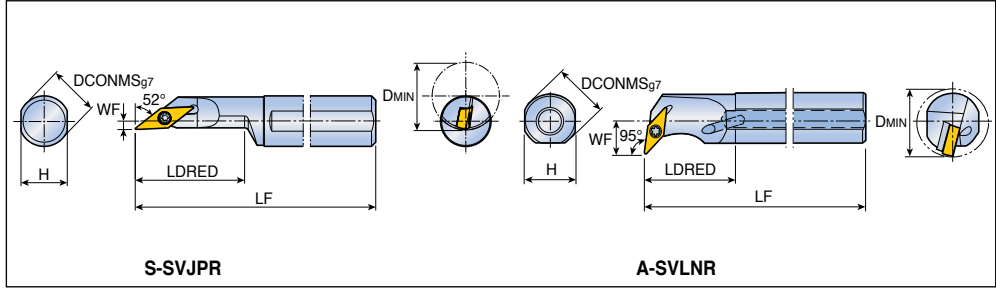 DCONMSg7
WF
52°
H
LDRED
LF
DMIN
S-SVJPR
DCONMSg7
WF
95°
H
LDRED
LF
DMIN
A-SVLNR